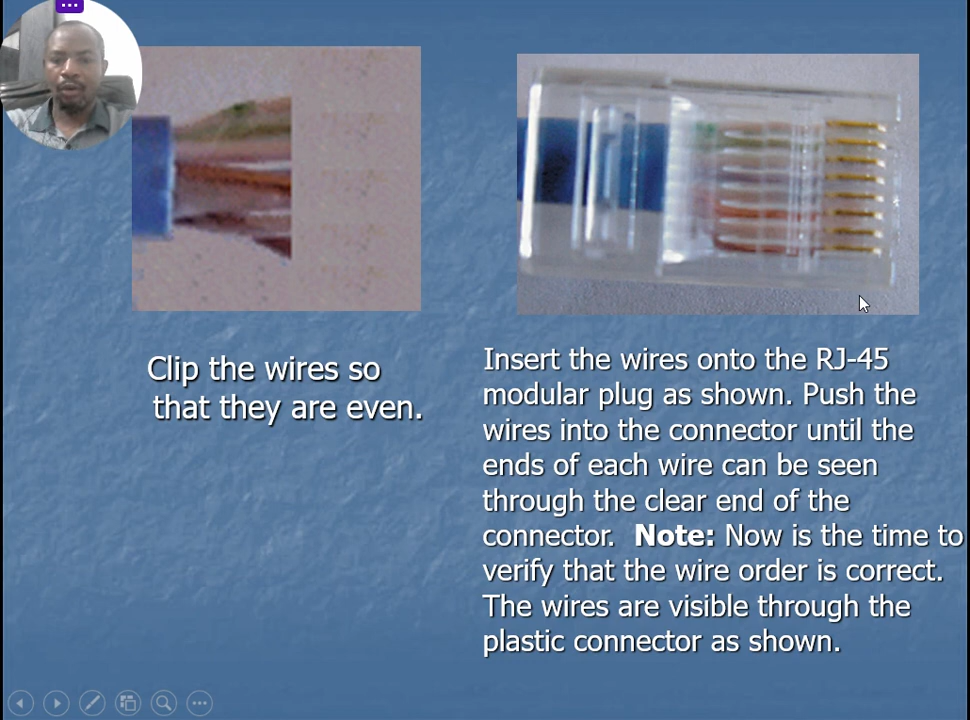 Clip the wires so
that they are even.
Insert the wires onto the RJ-45
modular plug as shown. Push the
wires into the connector until the
ends of each wire can be seen
through the clear end of the
connector. Note: Now is the time to
verify that the wire order is correct.
The wires are visible through the
plastic connector as shown.